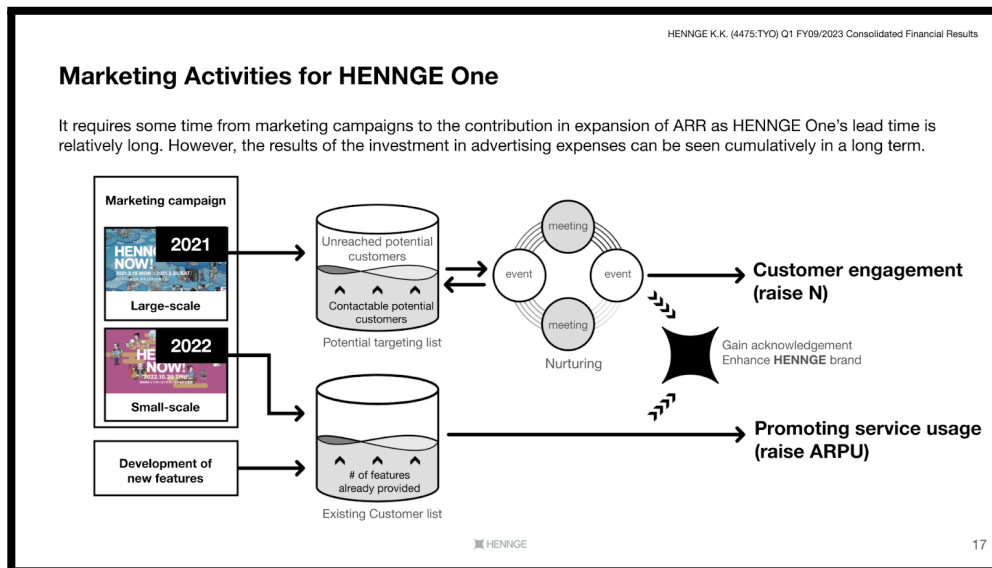 HENNGE K.K. (4475:TYO) Q1 FY09/2023 Consolidated Financial Results
Marketing Activities for HENNGE One
It requires some time from marketing campaigns to the contribution in expansion of ARR as HENNGE One's lead time is
relatively long. However, the results of the investment in advertising expenses can be seen cumulatively in a long term.
Marketing campaign
2021
HENN
NOW!
Large-scale
2022
HE
NOW!
2022.10.20 THU
Small-scale
Development of
new features
Unreached potential
customers
Contactable potential
customers
Potential targeting list
# of features
already provided
Existing Customer list
meeting
event
event
meeting
Nurturing
Customer engagement
(raise N)
Gain acknowledgement
Enhance HENNGE brand
Promoting service usage
(raise ARPU)
HENNGE
17